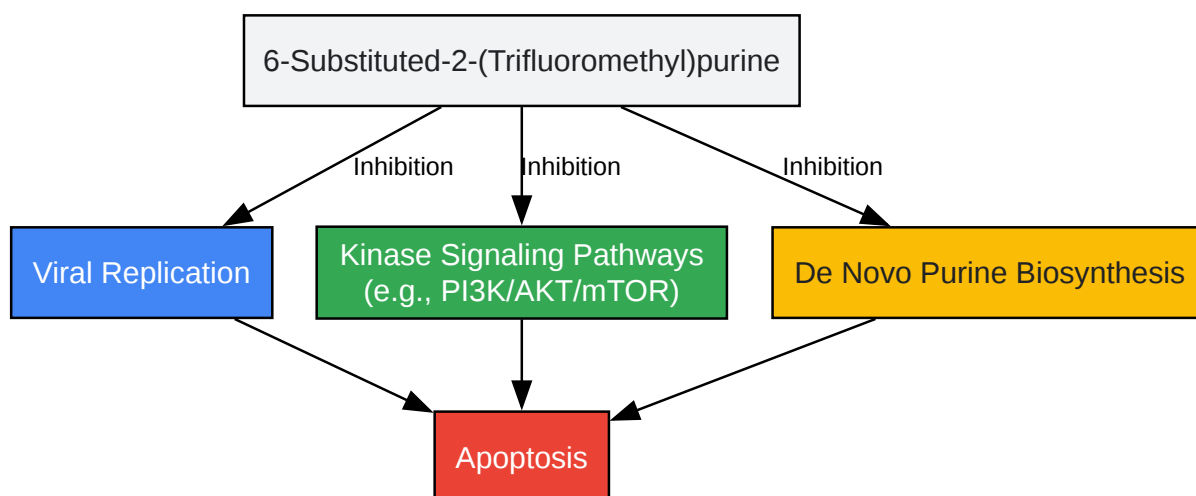 6-Substituted-2-(Trifluoromethyl)purine
Inhibition
Inhibition
Inhibition
Viral Replication
Kinase Signaling Pathways
(e.g., PI3K/AKT/mTOR)
De Novo Purine Biosynthesis
Apoptosis